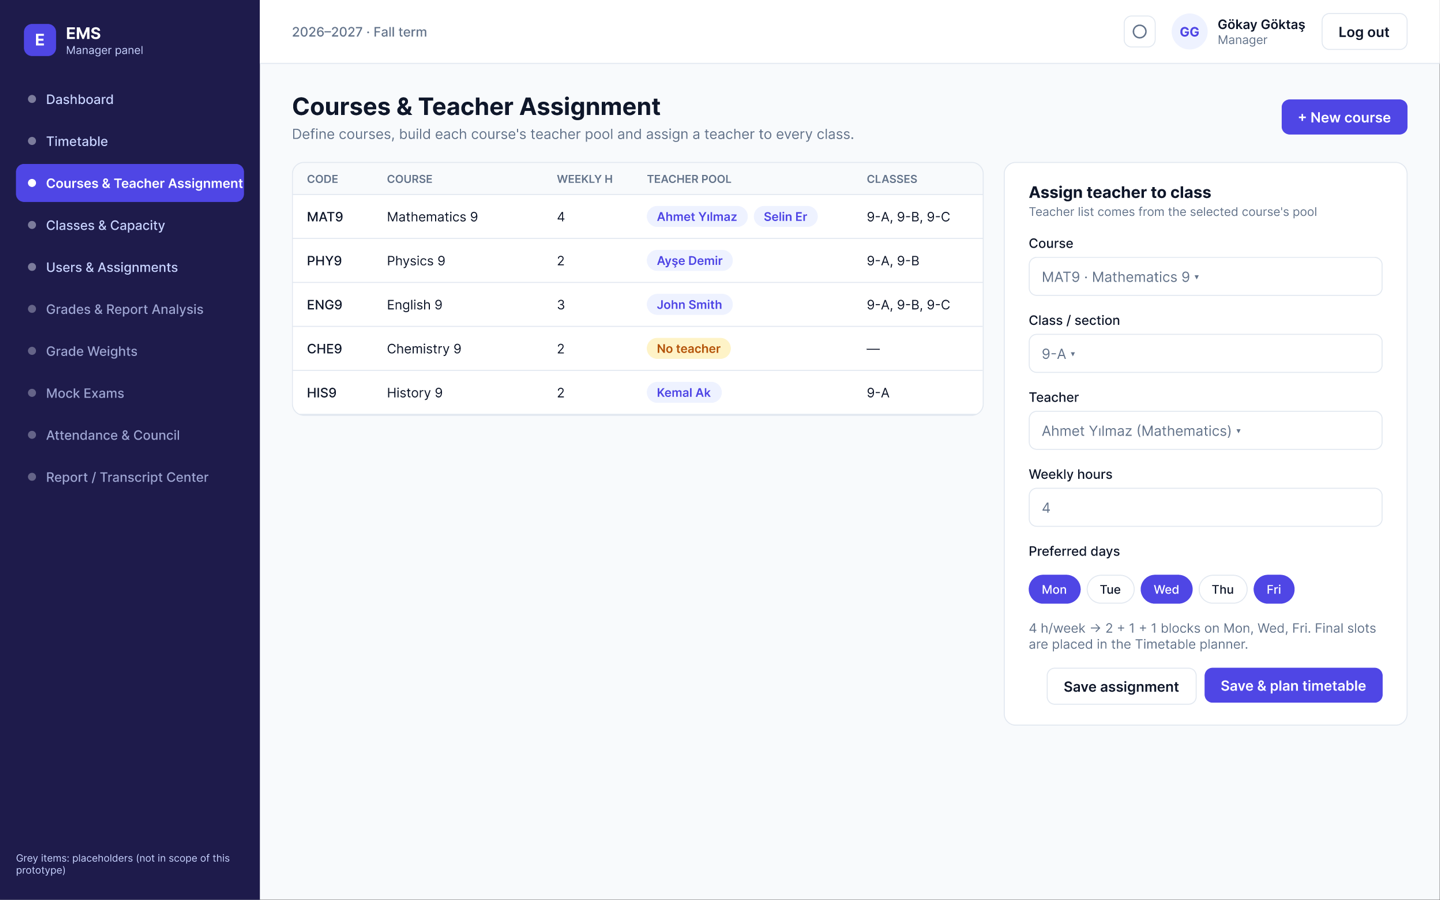 E
EMS
Manager panel
Dashboard
Timetable
Courses & Teacher Assignment
Classes & Capacity
Users & Assignments
Grades & Report Analysis
Grade Weights
Mock Exams
Attendance & Council
Report / Transcript Center
Grey items: placeholders (not in scope of this
prototype)
2026–2027 · Fall term
GG
Gökay Göktaş
Manager
Log out
Courses & Teacher Assignment
Define courses, build each course's teacher pool and assign a teacher to every class.
+ New course
CODE COURSE WEEKLY H TEACHER POOL CLASSES
MAT9 Mathematics 9 4 Ahmet Yılmaz Selin Er 9-A, 9-B, 9-C
PHY9 Physics 9 2 Ayşe Demir 9-A, 9-B
ENG9 English 9 3 John Smith 9-A, 9-B, 9-C
CHE9 Chemistry 9 2 No teacher —
HIS9 History 9 2 Kemal Ak 9-A
Assign teacher to class
Teacher list comes from the selected course's pool
Course
MAT9 · Mathematics 9 ▾
Class / section
9-A ▾
Teacher
Ahmet Yılmaz (Mathematics) ▾
Weekly hours
4
Preferred days
Mon Tue Wed Thu Fri
4 h/week → 2 + 1 + 1 blocks on Mon, Wed, Fri. Final slots
are placed in the Timetable planner.
Save assignment Save & plan timetable